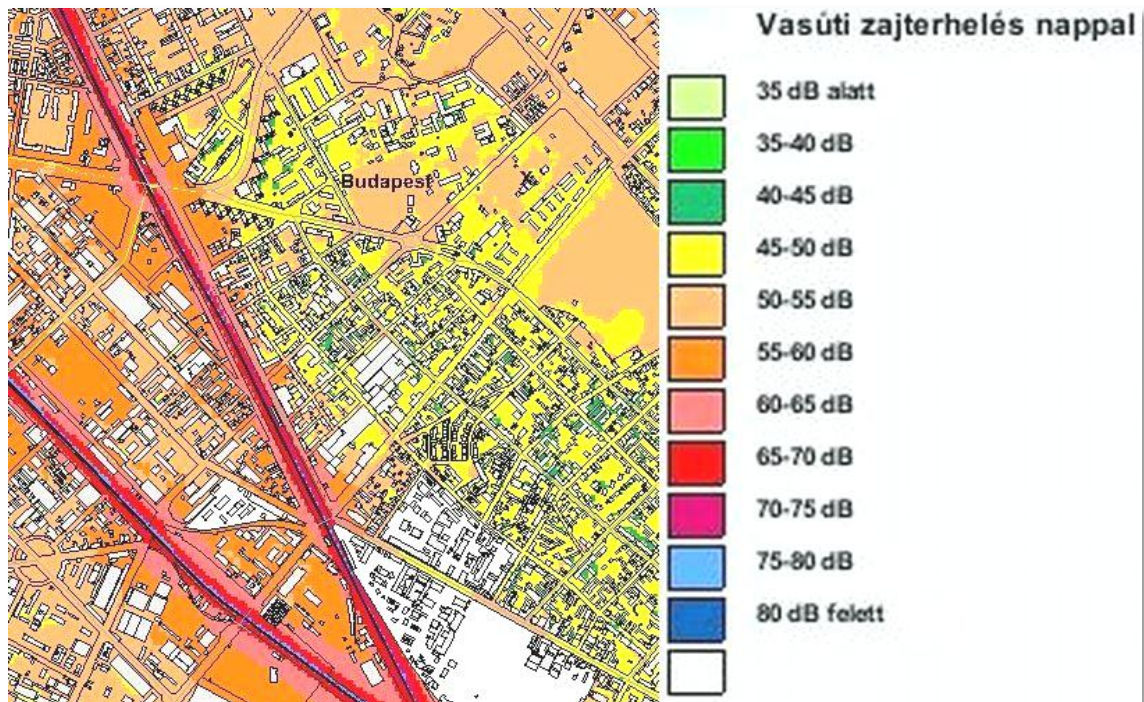 Vasúti zajterhelés nappal
35 dB alatt
35-40 dB
40-45 dB
45-50 dB
50-55 dB
55-60 dB
60-65 dB
65-70 dB
70-75 dB
75-80 dB
80 dB felett
Budapest
x